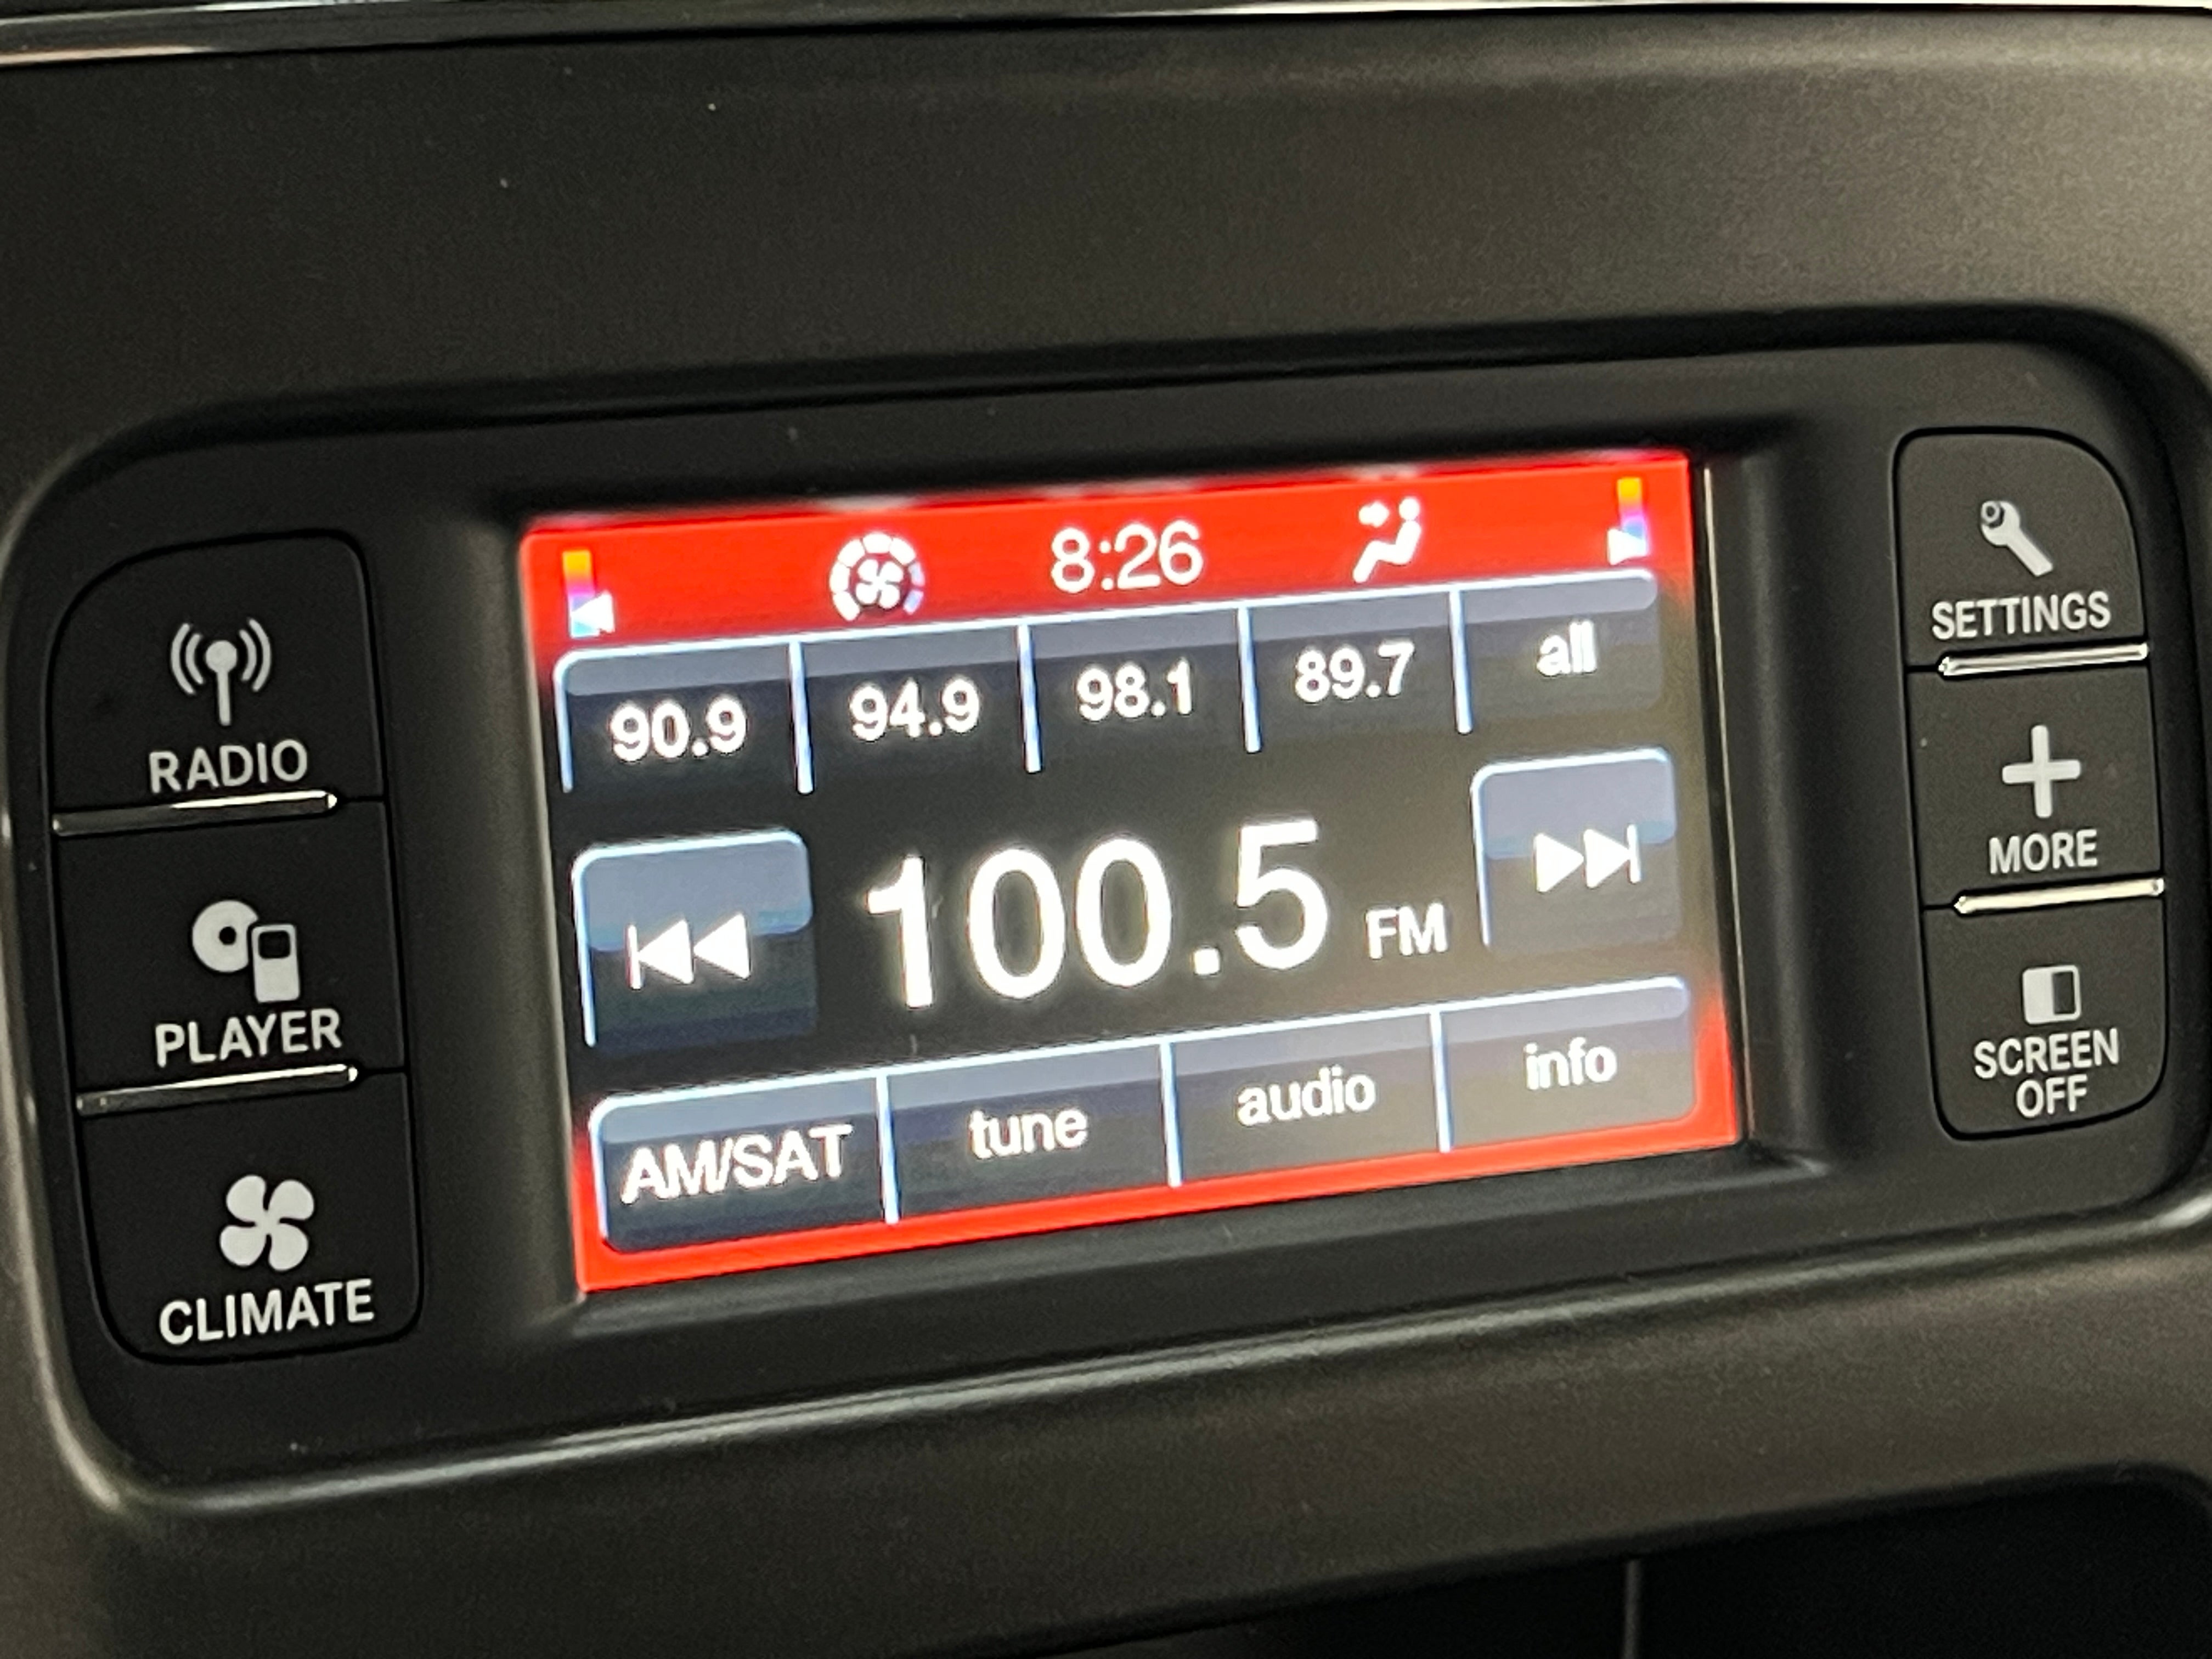 8:26
90.9 94.9 98.1 89.7 all
100.5 FM
AM/SAT tune audio info
RADIO
PLAYER
CLIMATE
SETTINGS
MORE
SCREEN
OFF